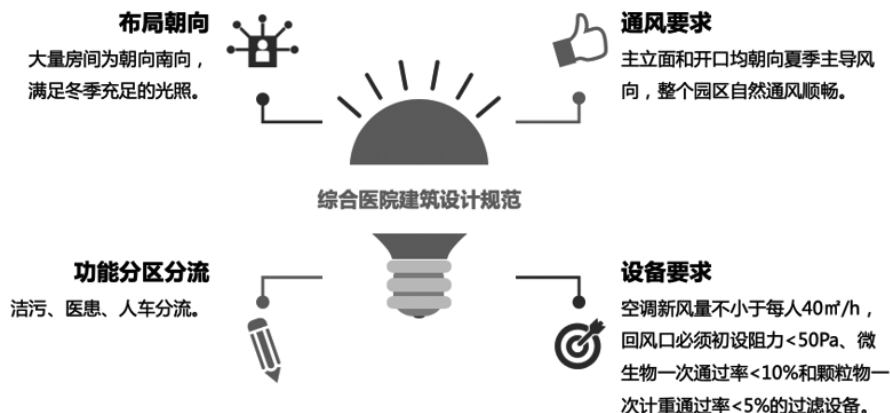 布局朝向
大量房间为朝向南向，
满足冬季充足的光照。
通风要求
主立面和开口均朝向夏季主导风
向，整个园区自然通风顺畅。
综合医院建筑设计规范
功能分区分流
洁污、医患、人车分流。
设备要求
空调新风量不小于每人40㎡/h，
回风口必须初设阻力<50Pa、微
生物一次通过率<10%和颗粒物一
次计重通过率<5%的过滤设备。